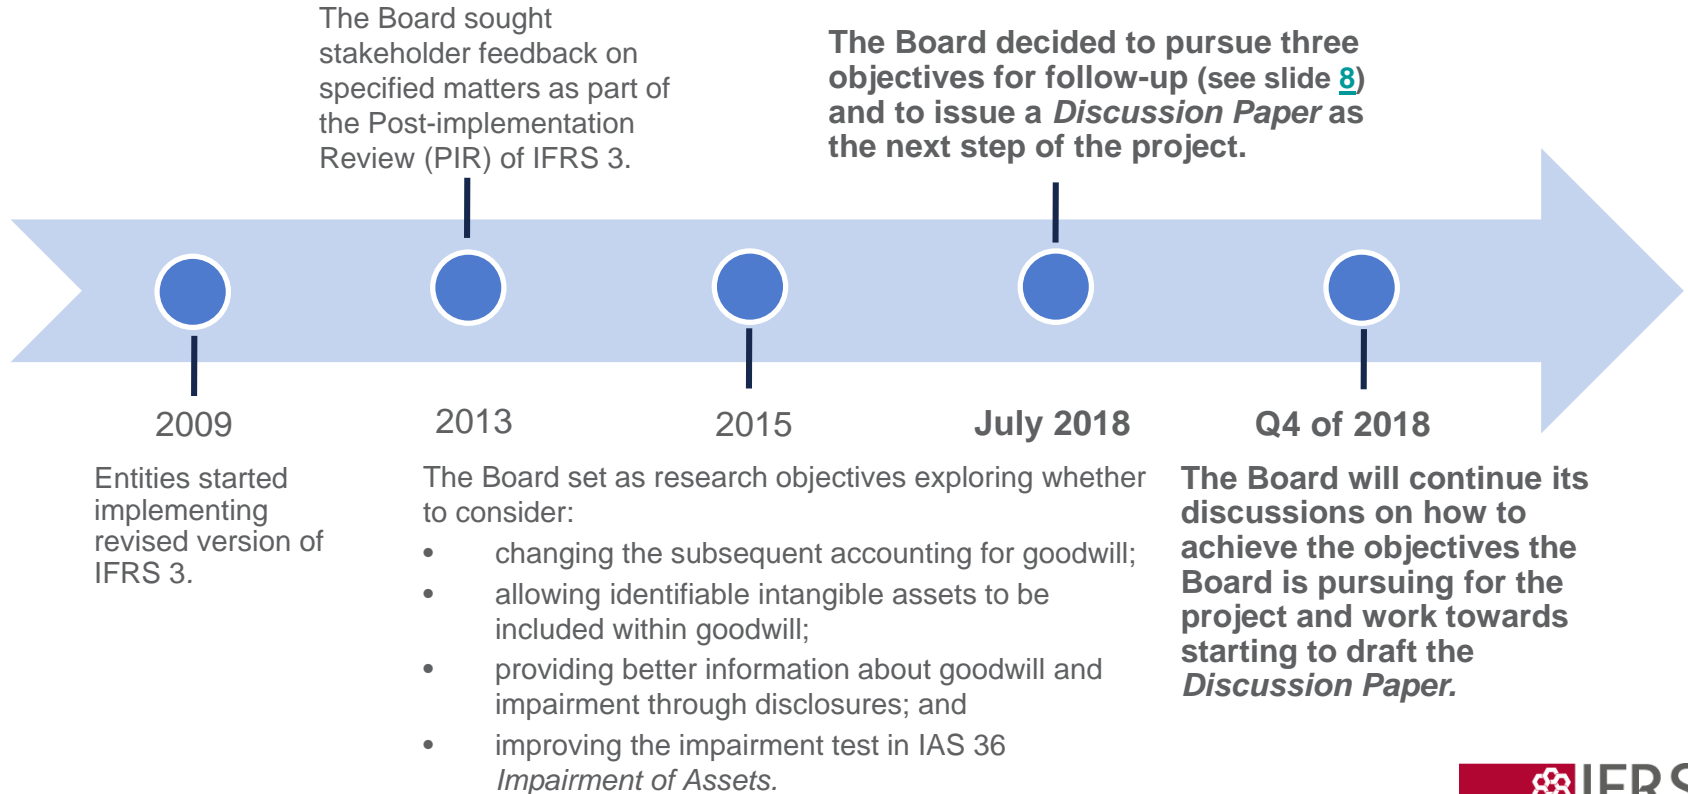 The Board sought
stakeholder feedback on
specified matters as part of
the Post-implementation
Review (PIR) of IFRS 3.
The Board decided to pursue three
objectives for follow-up (see slide 8)
and to issue a Discussion Paper as
the next step of the project.
2009
Entities started
implementing
revised version of
IFRS 3.
2013
2015
The Board set as research objectives exploring whether
to consider:
• changing the subsequent accounting for goodwill;
• allowing identifiable intangible assets to be
included within goodwill;
• providing better information about goodwill and
impairment through disclosures; and
• improving the impairment test in IAS 36
Impairment of Assets.
July 2018
Q4 of 2018
The Board will continue its
discussions on how to
achieve the objectives the
Board is pursuing for the
project and work towards
starting to draft the
Discussion Paper.
IFRS